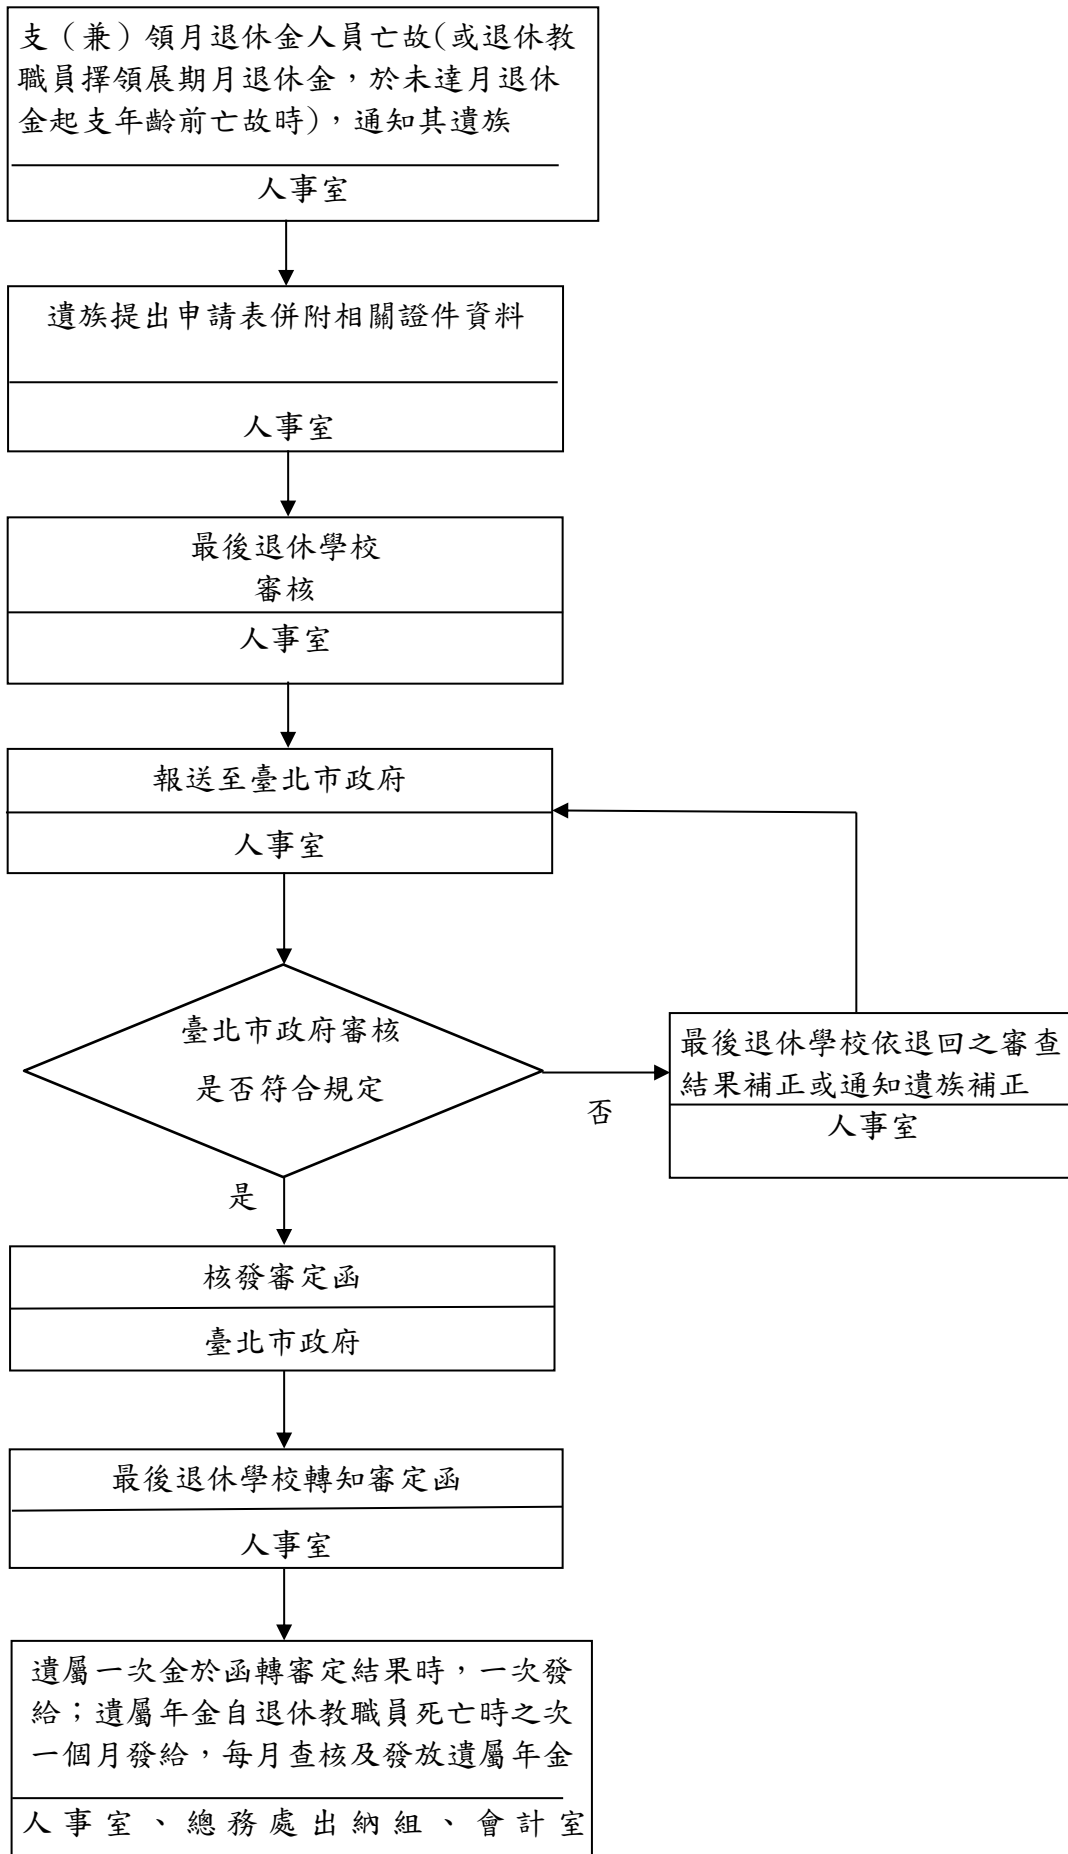 支（兼）領月退休金人員亡故(或退休教
職員擇領展期月退休金，於未達月退休
金起支年齡前亡故時)，通知其遺族
人事室
遺族提出申請表併附相關證件資料
人事室
最後退休學校
審核
人事室
報送至臺北市政府
人事室
臺北市政府審核
是否符合規定
否
最後退休學校依退回之審查
結果補正或通知遺族補正
人事室
是
核發審定函
臺北市政府
最後退休學校轉知審定函
人事室
遺屬一次金於函轉審定結果時，一次發
給；遺屬年金自退休教職員死亡時之次
一個月發給，每月查核及發放遺屬年金
人事室、總務處出納組、會計室